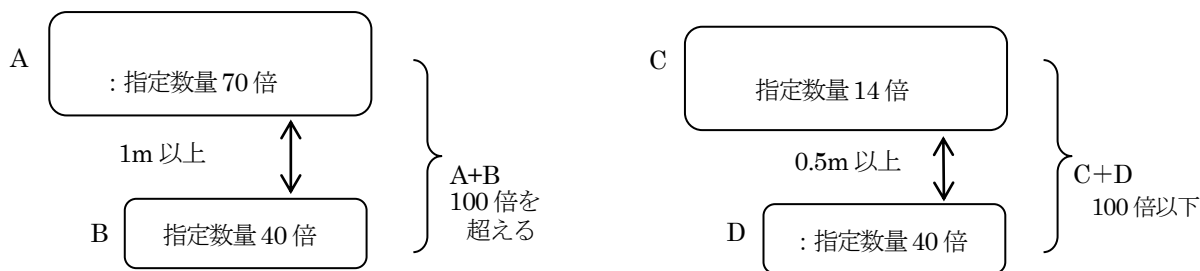 A
：指定数量 70 倍
1m 以上
B
指定数量 40 倍
A+B
100 倍を
超える
C
指定数量 14 倍
0.5m 以上
D
：指定数量 40 倍
C＋D
100 倍以下